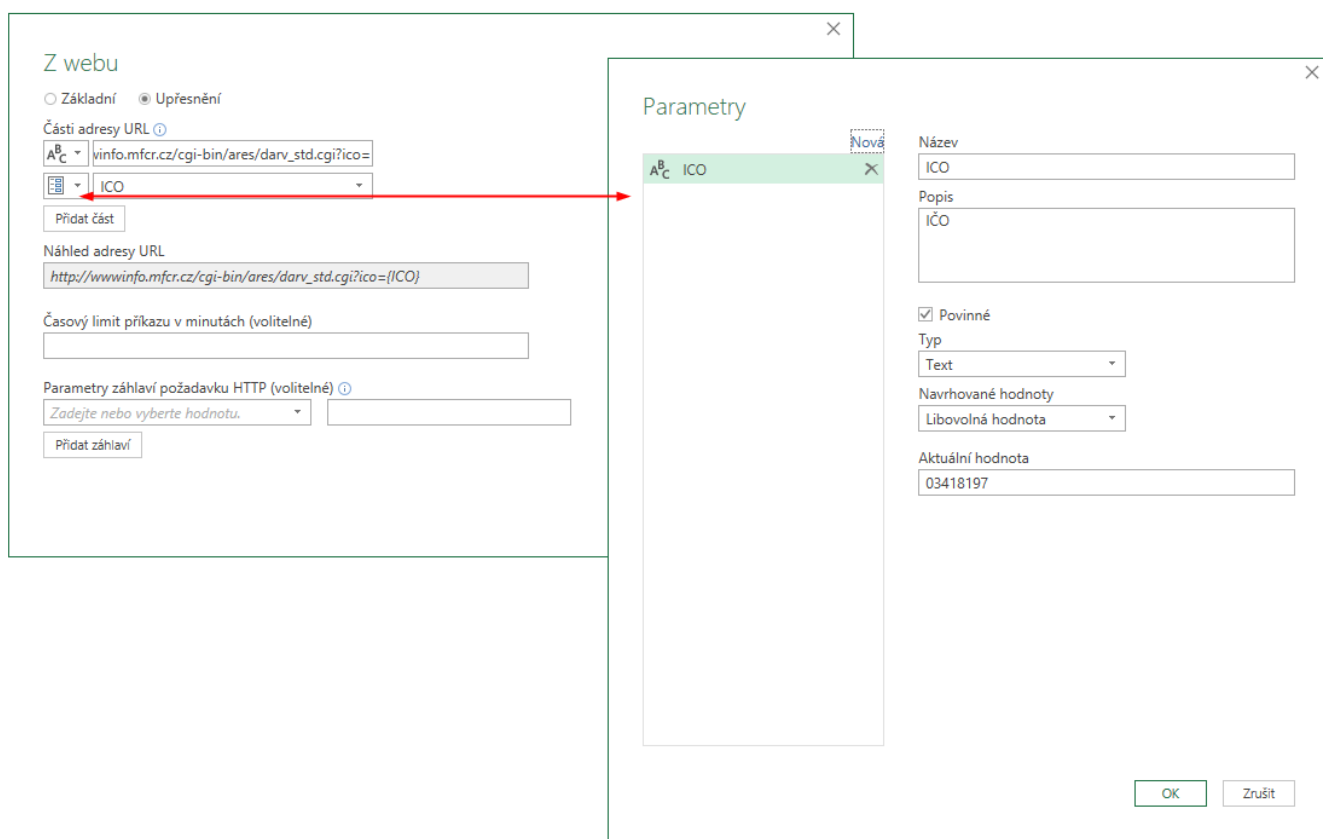 Z webu
Základní
Upřesnění
Části adresy URL
ABC
winfo.mfcr.cz/cgi-bin/ares/darv_std.cgi?ico=
ICO
Přidat část
Náhled adresy URL
http://wwwinfo.mfcr.cz/cgi-bin/ares/darv_std.cgi?ico={ICO}
Časový limit příkazu v minutách (volitelné)
Parametry záhlaví požadavku HTTP (volitelné)
Zadejte nebo vyberte hodnotu.
Přidat záhlaví
Parametry
Nová
ABC ICO
Název
ICO
Popis
IČO
Povinné
Typ
Text
Navrhované hodnoty
Libovolná hodnota
Aktuální hodnota
03418197
OK
Zrušit